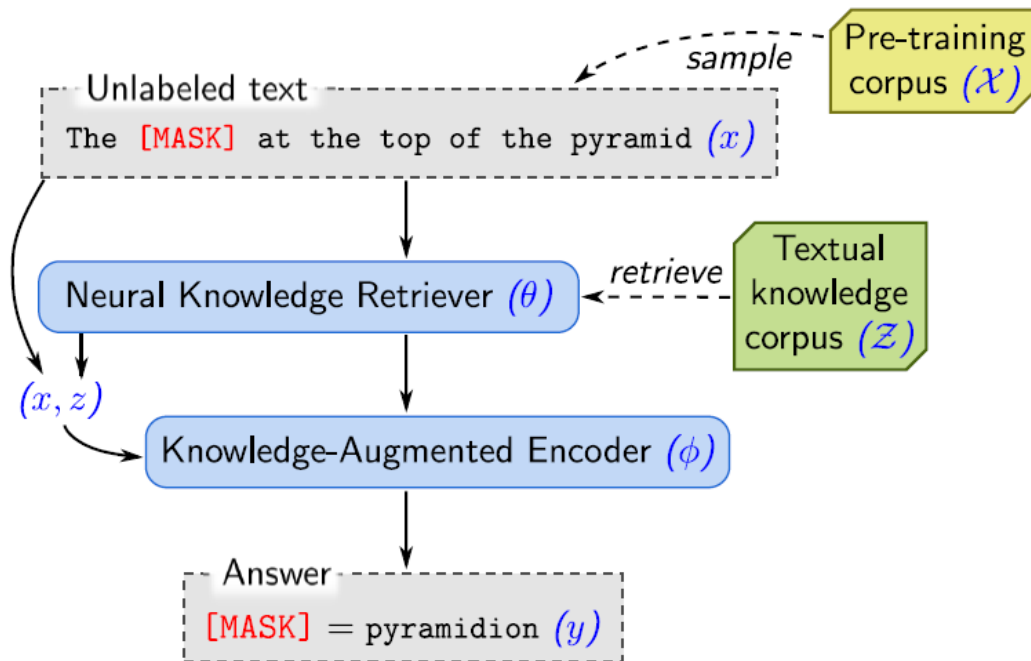 sample
Pre-training
corpus (𝒳)
Unlabeled text
The [MASK] at the top of the pyramid (x)
Textual
knowledge
corpus (𝒵)
retrieve
Neural Knowledge Retriever (θ)
(x, z)
Knowledge-Augmented Encoder (ϕ)
Answer
[MASK] = pyramidion (y)